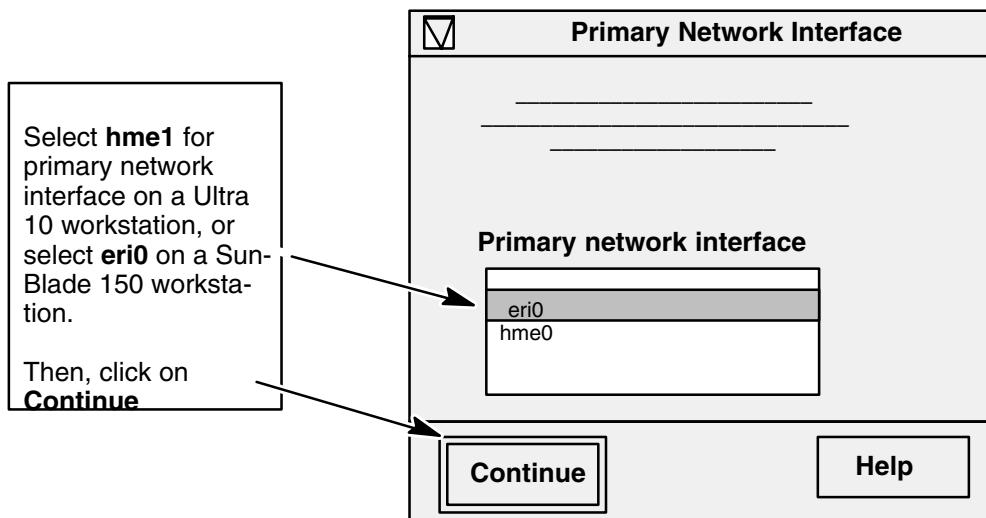 Primary Network Interface
Select hme1 for
primary network
interface on a Ultra
10 workstation, or
select eri0 on a Sun-
Blade 150 worksta-
tion.
Then, click on
Continue
Primary network interface
eri0
hme0
Continue
Help